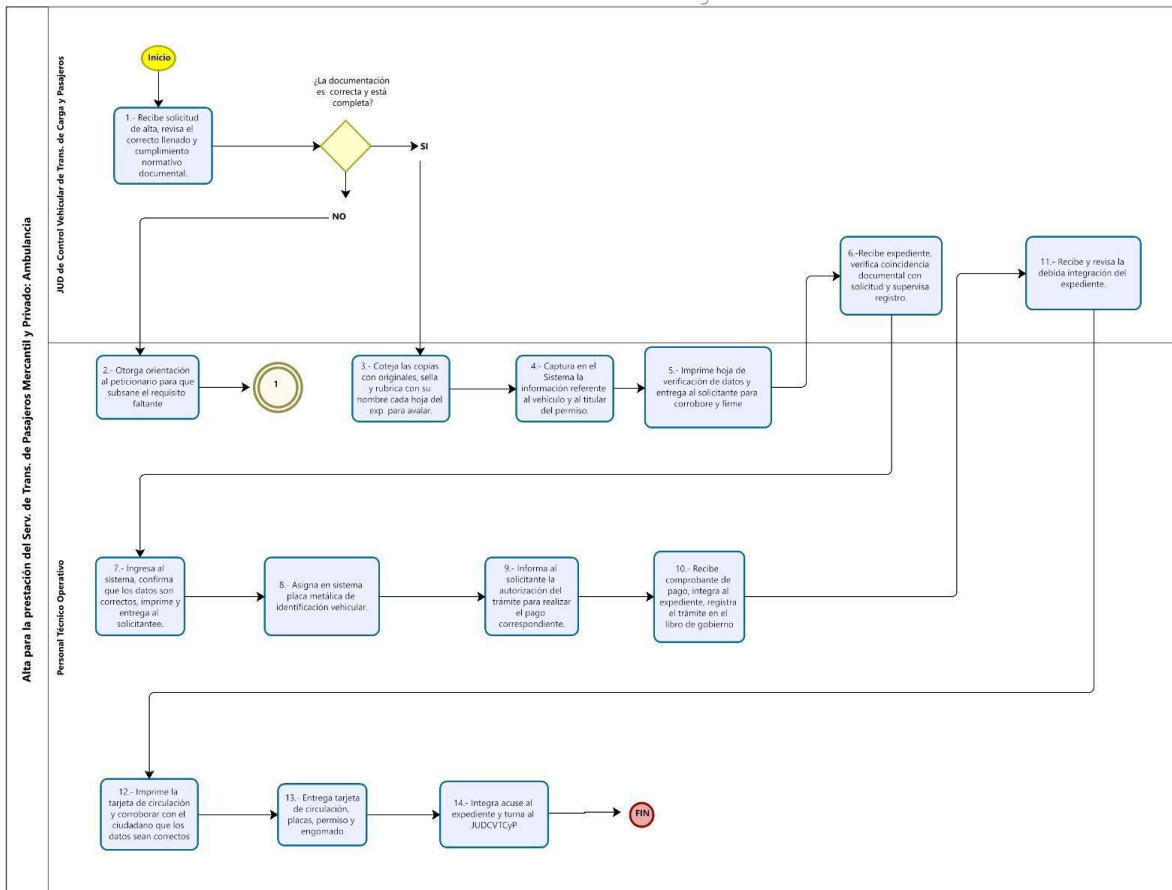 Alta para la prestación del Serv. de Trans. de Pasajeros Mercantil y Privado: Ambulancia
JUD de Control Vehicular de Trans. de Carga y Pasajeros
Inicio
1.- Recibe solicitud
de alta, revisa el
correcto llenado y
cumplimiento
normativo
documental.
¿La documentación
es correcta y está
completa?
SI
NO
6.-Recibe expediente,
verifica coincidencia
documental con
solicitud y supervisa
registro.
11.- Recibe y revisa la
debida integración del
expediente.
Personal Técnico Operativo
2.- Otorga orientación
al peticionario para que
subsane el requisito
faltante
1
3.- Coteja las copias
con originales, sella
y rubrica con su
nombre cada hoja del
exp. para avalar.
4.- Captura en el
Sistema la
información referente
al vehículo y al titular
del permiso.
5.- Imprime hoja de
verificación de datos y
entrega al solicitante para
corrobore y firme
7.- Ingresa al
sistema, confirma
que los datos son
correctos, imprime y
entrega al
solicitantee.
8.- Asigna en sistema
placa metálica de
identificación vehicular.
9.- Informa al
solicitante la
autorización del
trámite para realizar
el pago
correspondiente.
10.- Recibe
comprobante de
pago, integra al
expediente, registra
el trámite en el
libro de gobierno
12.- Imprime la
tarjeta de circulación
y corroborar con el
ciudadano que los
datos sean correctos
13.- Entrega tarjeta
de circulación,
placas, permiso y
engomado
14.- Integra acuse al
expediente y turna al
JUDCVTCyP
FIN